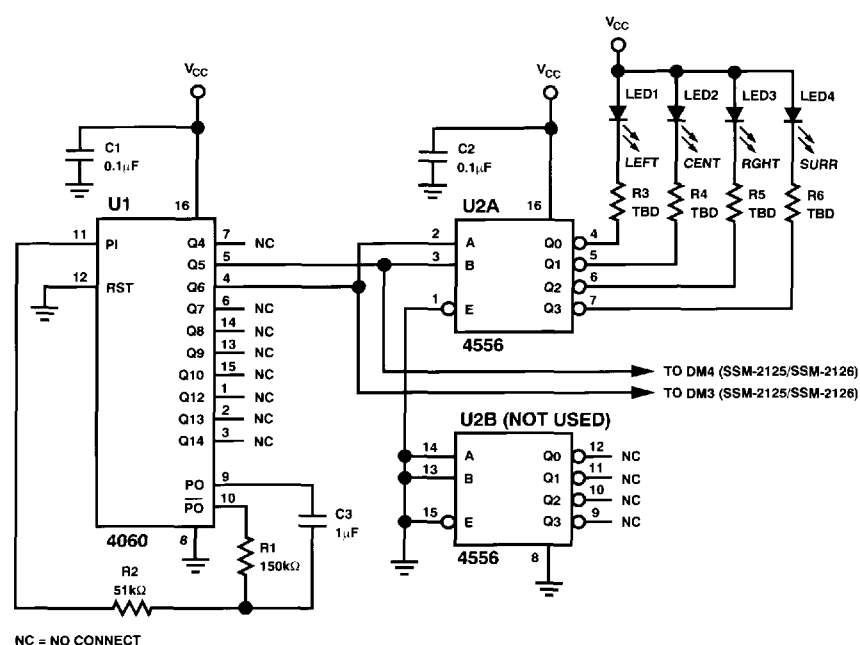 VCC
VCC
VCC
LED1
LED2
LED3
LED4
LEFT
CENT
RGHT
SURR
C1
0.1µF
C2
0.1µF
R3
TBD
R4
TBD
R5
TBD
R6
TBD
U1
16
11
PI
12
RST
Q4
7
NC
Q5
5
Q6
4
Q7
6
NC
Q8
14
NC
Q9
13
NC
Q10
15
NC
Q12
1
NC
Q13
2
NC
Q14
3
NC
PO
9
PO
10
4060
8
U2A
16
2
A
3
B
1
E
Q0
4
Q1
5
Q2
6
Q3
7
4556
TO DM4 (SSM-2125/SSM-2126)
TO DM3 (SSM-2125/SSM-2126)
U2B (NOT USED)
14
A
13
B
15
E
Q0
12
NC
Q1
11
NC
Q2
10
NC
Q3
9
NC
4556
8
C3
1µF
R1
150kΩ
R2
51kΩ
NC = NO CONNECT